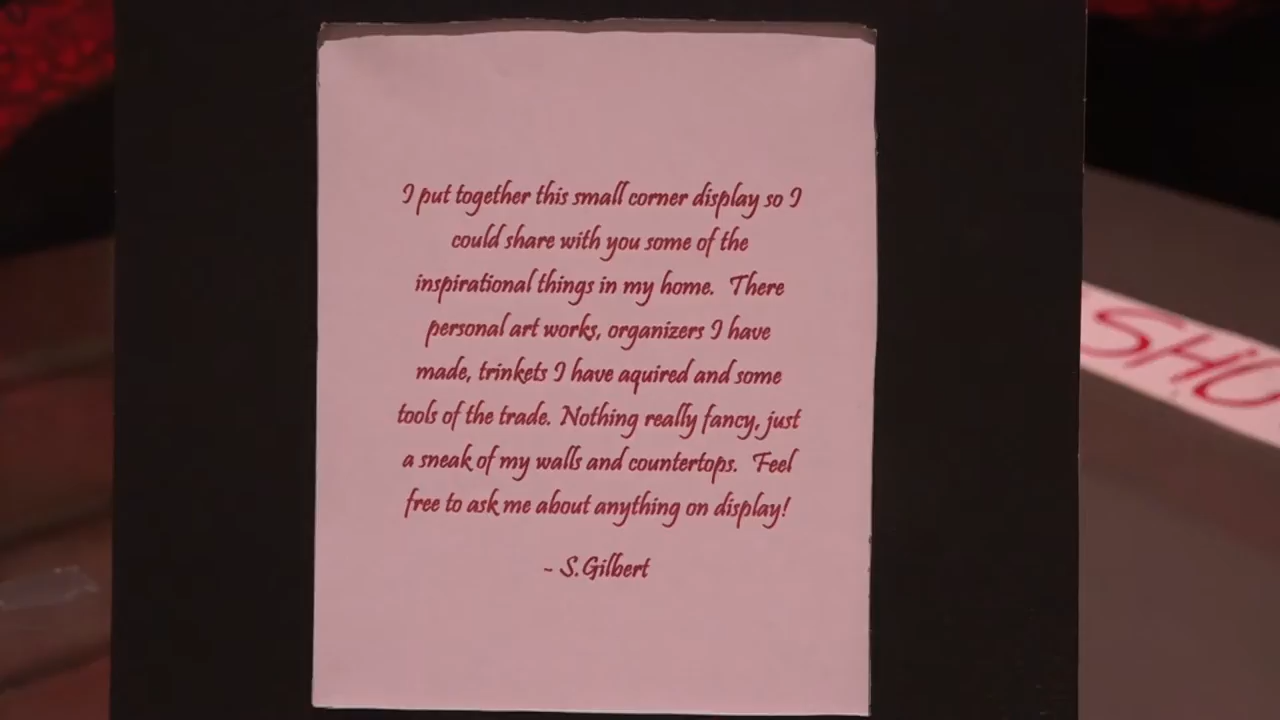 I put together this small corner display so I
could share with you some of the
inspirational things in my home. There
personal art works, organizers I have
made, trinkets I have aquired and some
tools of the trade. Nothing really fancy, just
a sneak of my walls and countertops. Feel
free to ask me about anything on display!
~ S.Gilbert
SHO